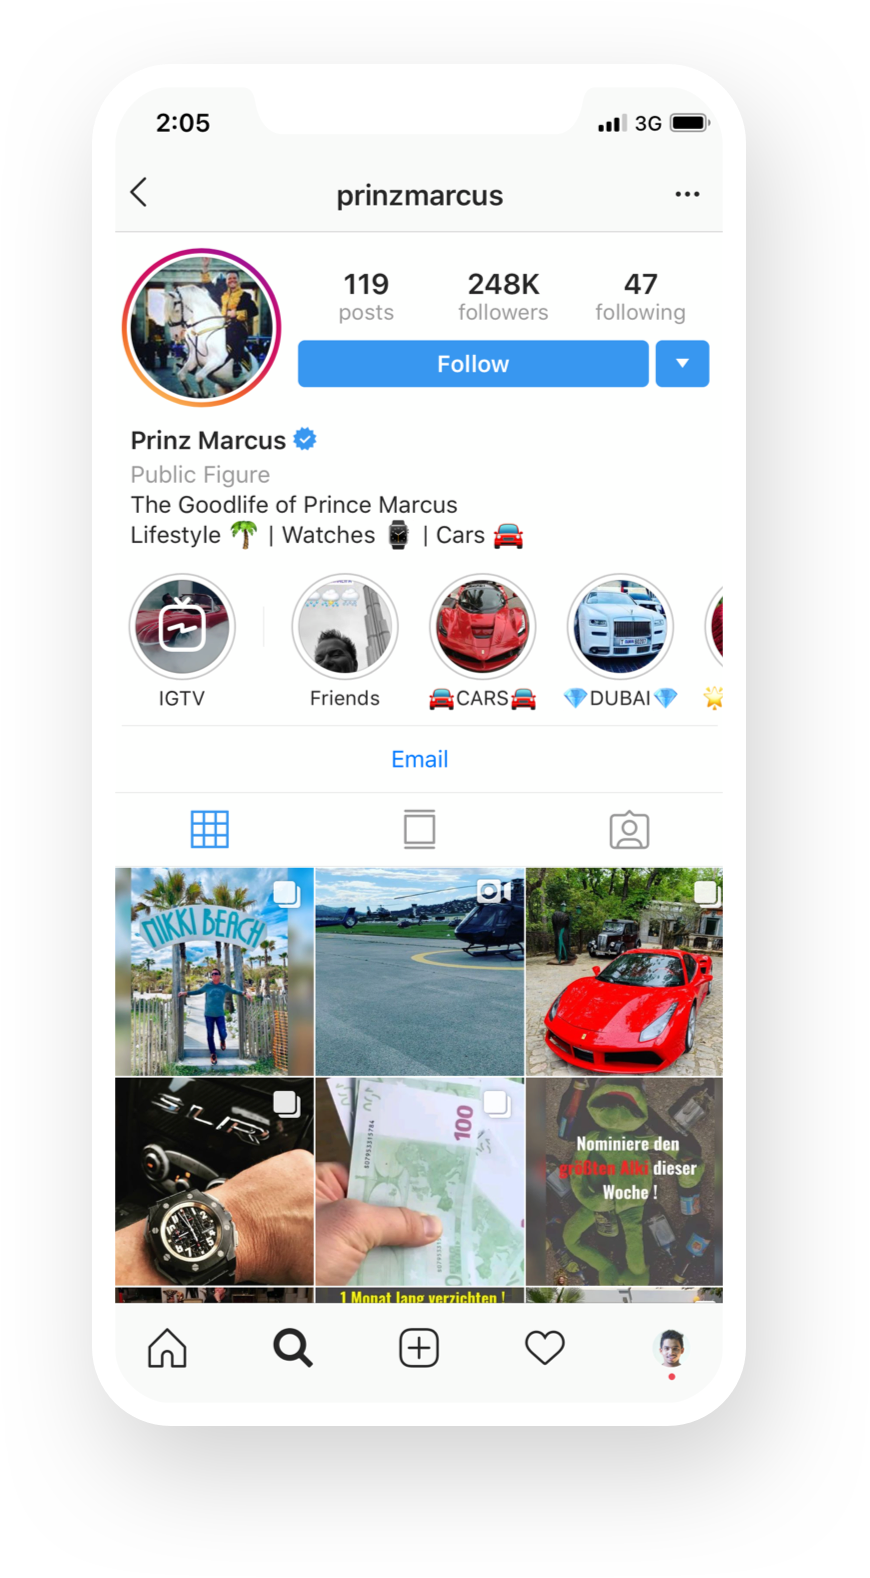 2:05
3G
prinzmarcus
119
posts
248K
followers
47
following
Follow
Prinz Marcus
Public Figure
The Goodlife of Prince Marcus
Lifestyle 🌴 | Watches ⌚ | Cars 🚘
IGTV
Friends
🚘CARS🚘
💎DUBAI💎
Email
NIKKI BEACH
SLR
100
Nominiere den
größten Alki dieser
Woche !
1 Monat lang verzichten !